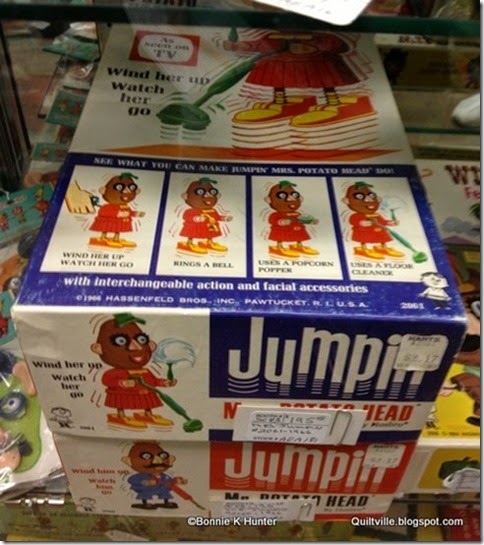 As
seen on
TV
Wind her up
Watch
her
go
SEE WHAT YOU CAN MAKE JUMPIN' MRS. POTATO HEAD DO!
WIND HER UP
WATCH HER GO
RINGS A BELL
USES A POPCORN
POPPER
USES A FLOOR
CLEANER
with interchangeable action and facial accessories
©1966 HASSENFELD BROS., INC. PAWTUCKET, R. I., U.S.A.
2061
Wind her up
Watch
her
go
Jumpin'
POTATO HEAD
2061
Wind him up
Watch
him
go
Jumpin'
Mr. POTATO HEAD
©Bonnie K Hunter
Quiltville.blogspot.com